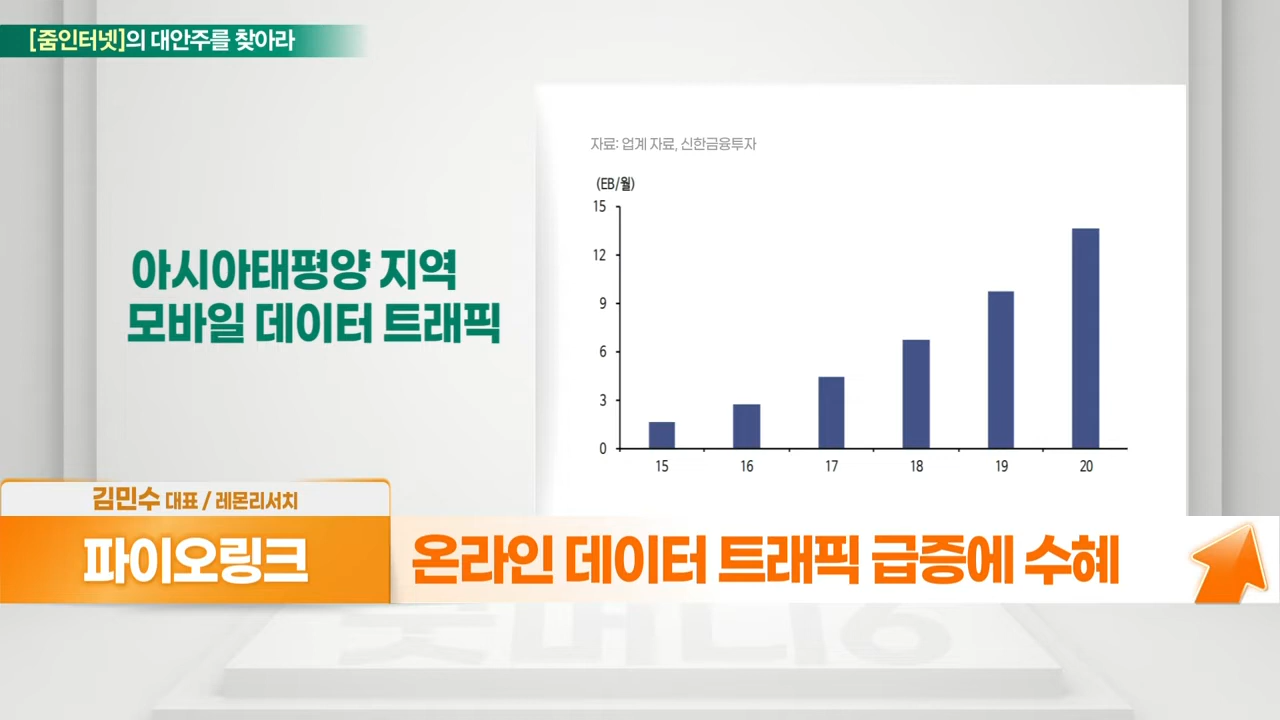 [줌인터넷]의 대안주를 찾아라
자료: 업계 자료, 신한금융투자
(EB/월)
15
12
9
6
3
0
15 16 17 18 19 20
아시아태평양 지역
모바일 데이터 트래픽
김민수 대표 / 레몬리서치
파이오링크
온라인 데이터 트래픽 급증에 수혜